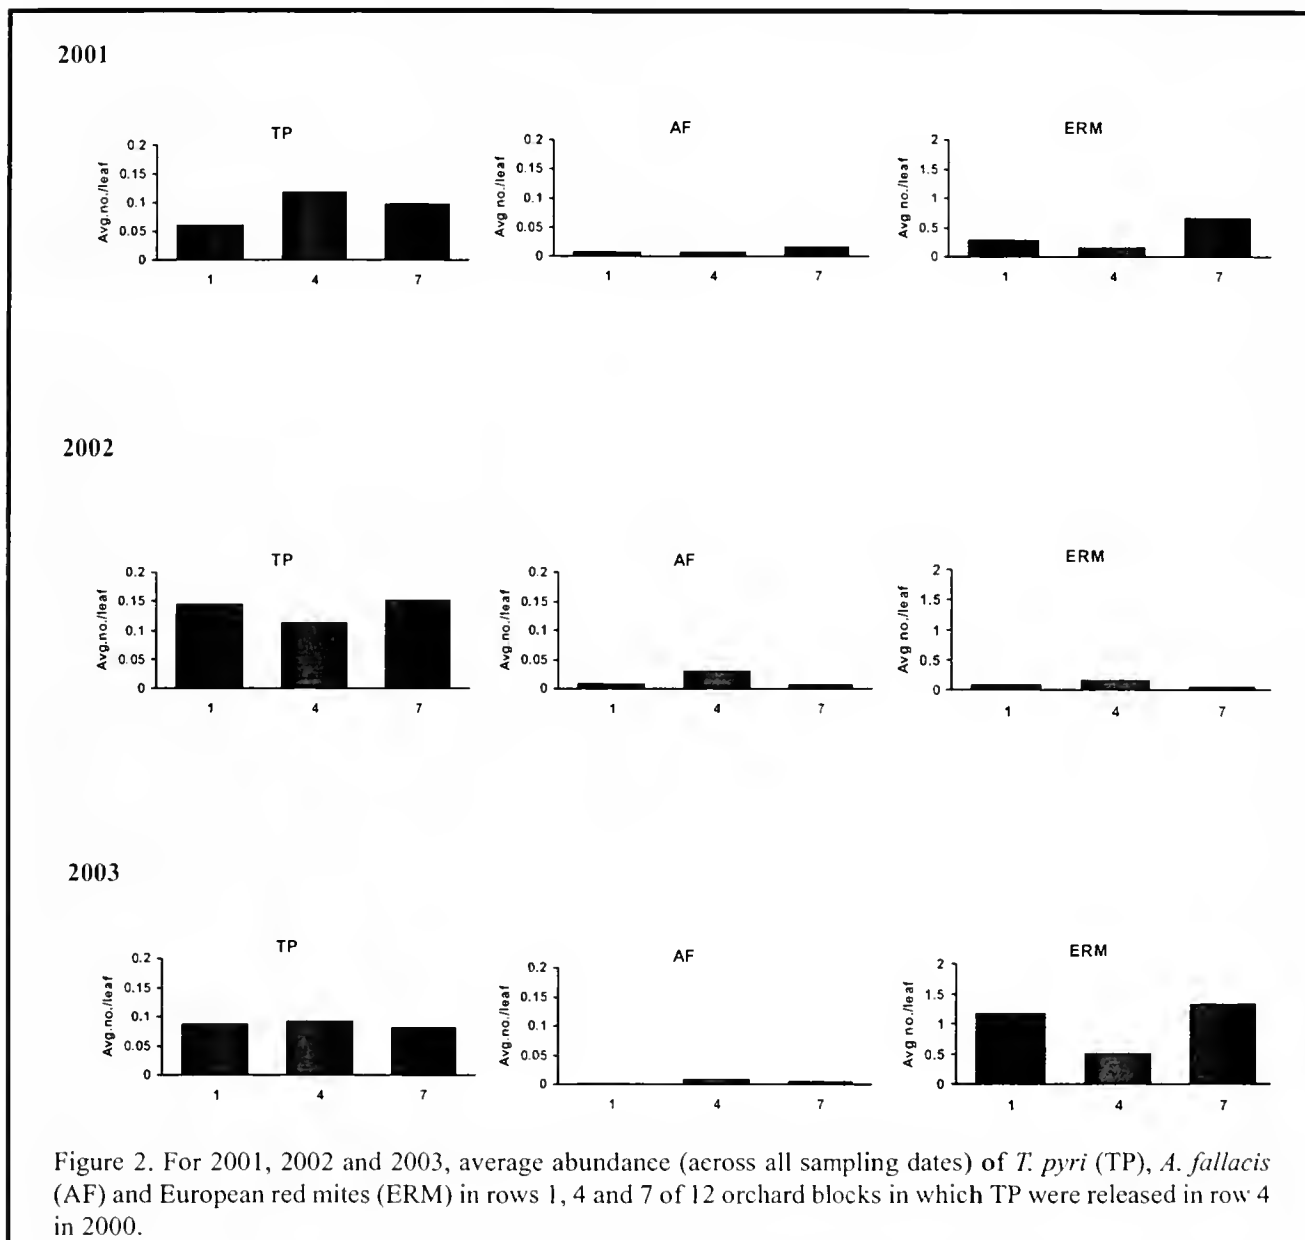 2001
TP
AF
ERM
Avg.no./leaf
0.2
0.15
0.1
0.05
0
1 4 7
Avg.no./leaf
0.2
0.15
0.1
0.05
0
1 4 7
Avg no./leaf
2
1.5
1
0.5
0
1 4 7
2002
TP
AF
ERM
Avg.no./leaf
0.2
0.15
0.1
0.05
0
1 4 7
Avg.no./leaf
0.2
0.15
0.1
0.05
0
1 4 7
Avg no./leaf
2
1.5
1
0.5
0
1 4 7
2003
TP
AF
ERM
Avg.no./leaf
0.2
0.15
0.1
0.05
0
1 4 7
Avg.no./leaf
0.2
0.15
0.1
0.05
0
1 4 7
Avg no./leaf
2
1.5
1
0.5
0
1 4 7
Figure 2. For 2001, 2002 and 2003, average abundance (across all sampling dates) of T. pyri (TP), A. fallacis
(AF) and European red mites (ERM) in rows 1, 4 and 7 of 12 orchard blocks in which TP were released in row 4
in 2000.